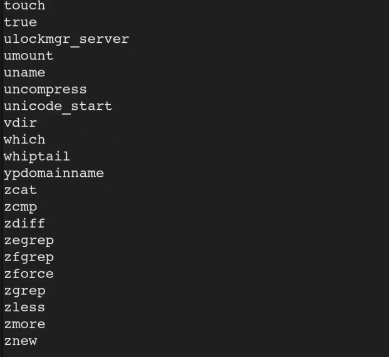 touch
true
ulockmgr_server
umount
uname
uncompress
unicode_start
vdir
which
whiptail
ypdomainname
zcat
zcmp
zdiff
zegrep
zfgrep
zforce
zgrep
zless
zmore
znew